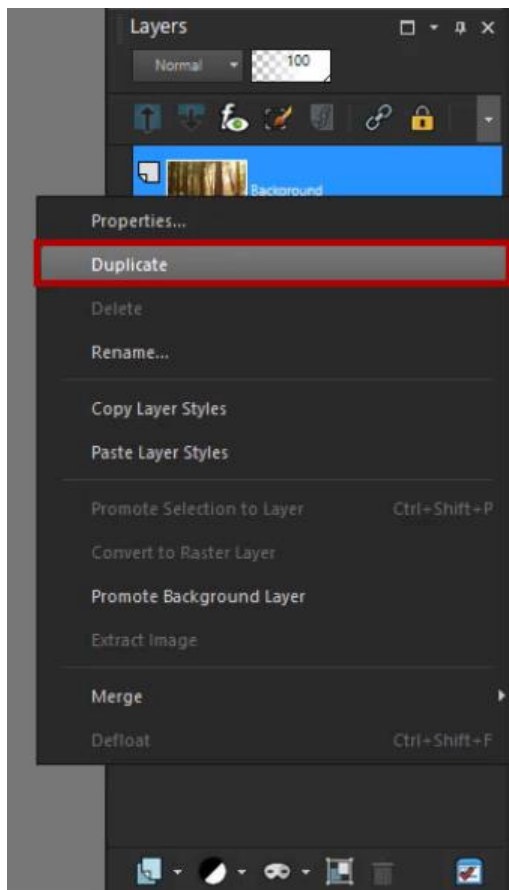 Layers
Normal
100
Background
Properties...
Duplicate
Delete
Rename...
Copy Layer Styles
Paste Layer Styles
Promote Selection to Layer Ctrl+Shift+P
Convert to Raster Layer
Promote Background Layer
Extract Image
Merge
Defloat Ctrl+Shift+F